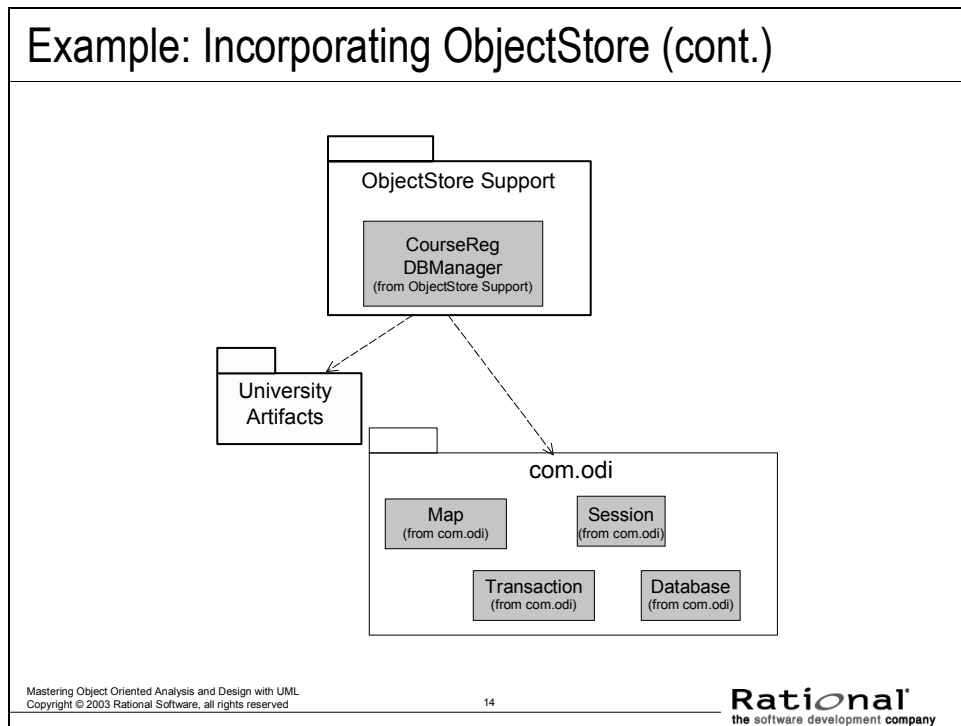 Example: Incorporating ObjectStore (cont.)
ObjectStore Support
CourseReg
DBManager
(from ObjectStore Support)
University
Artifacts
com.odi
Map
(from com.odi)
Session
(from com.odi)
Transaction
(from com.odi)
Database
(from com.odi)
Mastering Object Oriented Analysis and Design with UML
Copyright © 2003 Rational Software, all rights reserved
14
Rational
the software development company